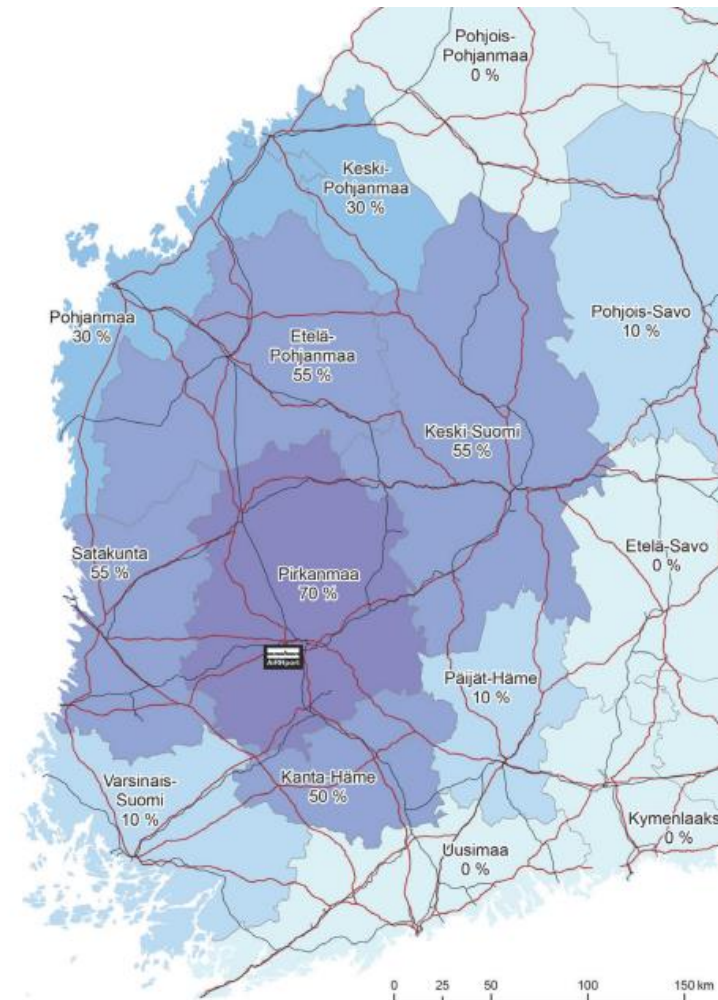 Pohjois-
Pohjanmaa
0 %
Keski-
Pohjanmaa
30 %
Pohjanmaa
30 %
Etelä-
Pohjanmaa
55 %
Pohjois-Savo
10 %
Keski-Suomi
55 %
Satakunta
55 %
Pirkanmaa
70 %
Etelä-Savo
0 %
Päijät-Häme
10 %
Varsinais-
Suomi
10 %
Kanta-Häme
50 %
Uusimaa
0 %
Kymenlaaks
0 %
0 25 50 100 150 km